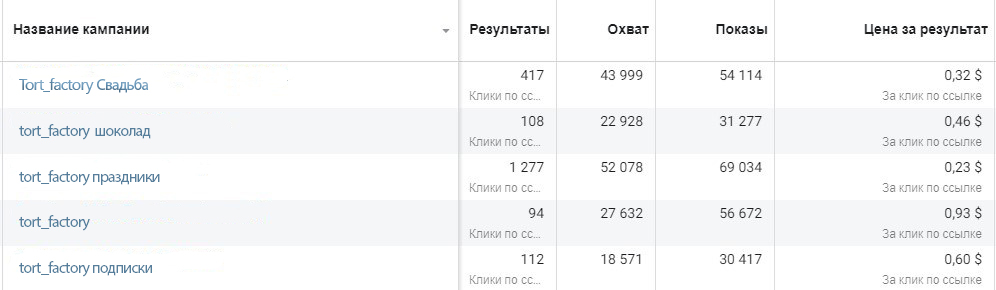 Название кампании Результаты Охват Показы Цена за результат
Tort_factory Свадьба 417 43 999 54 114 0,32 $
Клики по сс... За клик по ссылке
tort_factory шоколад 108 22 928 31 277 0,46 $
Клики по сс... За клик по ссылке
tort_factory праздники 1 277 52 078 69 034 0,23 $
Клики по сс... За клик по ссылке
tort_factory 94 27 632 56 672 0,93 $
Клики по сс... За клик по ссылке
tort_factory подписки 112 18 571 30 417 0,60 $
Клики по сс... За клик по ссылке